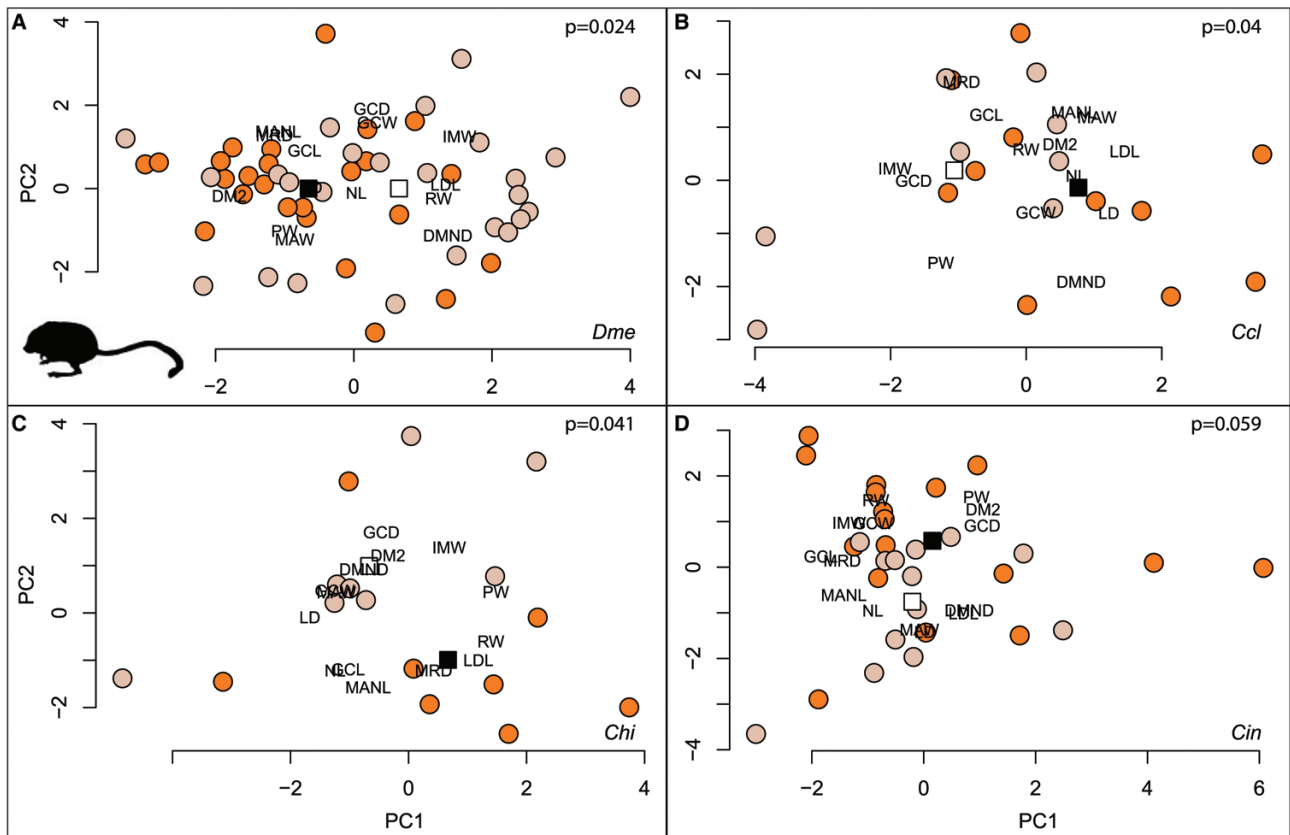 A
p=0.024
4
2
0
−2
PC2
GCD
GCW
MANL
MRD
GCL
IMW
DM2
NL
LDL
RW
PW
MAW
DMND
Dme
−2
0
2
4
B
p=0.04
2
0
−2
MRD
GCL
MANL
MAW
RW
DM2
LDL
IMW
GCD
NL
GCW
LD
PW
DMND
Ccl
−4
−2
0
2
C
p=0.041
4
2
0
−2
PC2
GCD
DM2
IMW
DMND
MAW
PW
LD
RW
LDL
NL
GCL
MRD
MANL
Chi
−2
0
2
4
PC1
D
p=0.059
2
0
−2
−4
RW
PW
DM2
IMW
GCW
GCD
GCL
MRD
MANL
NL
DMND
LDL
MAW
Cin
−2
0
2
4
6
PC1